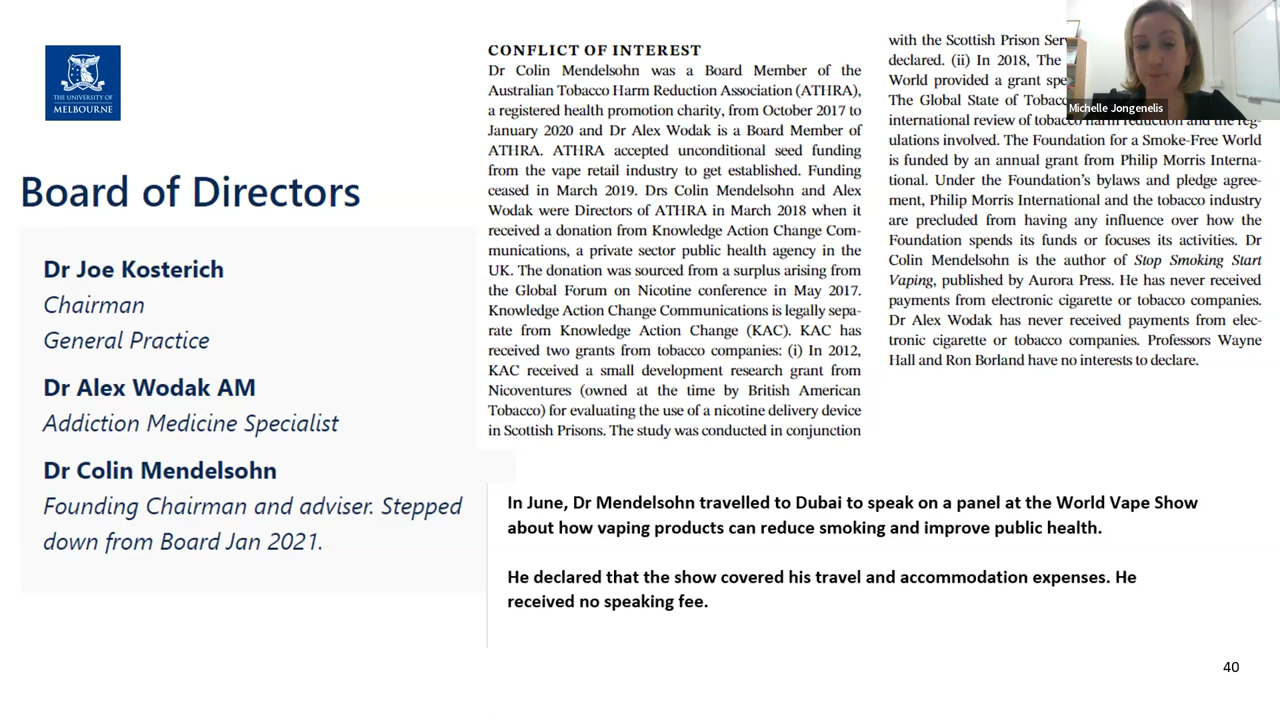 THE UNIVERSITY OF
MELBOURNE
Board of Directors
Dr Joe Kosterich
Chairman
General Practice
Dr Alex Wodak AM
Addiction Medicine Specialist
Dr Colin Mendelsohn
Founding Chairman and adviser. Stepped
down from Board Jan 2021.
CONFLICT OF INTEREST
Dr Colin Mendelsohn was a Board Member of the
Australian Tobacco Harm Reduction Association (ATHRA),
a registered health promotion charity, from October 2017 to
January 2020 and Dr Alex Wodak is a Board Member of
ATHRA. ATHRA accepted unconditional seed funding
from the vape retail industry to get established. Funding
ceased in March 2019. Drs Colin Mendelsohn and Alex
Wodak were Directors of ATHRA in March 2018 when it
received a donation from Knowledge Action Change Com-
munications, a private sector public health agency in the
UK. The donation was sourced from a surplus arising from
the Global Forum on Nicotine conference in May 2017.
Knowledge Action Change Communications is legally sepa-
rate from Knowledge Action Change (KAC). KAC has
received two grants from tobacco companies: (i) In 2012,
KAC received a small development research grant from
Nicoventures (owned at the time by British American
Tobacco) for evaluating the use of a nicotine delivery device
in Scottish Prisons. The study was conducted in conjunction
with the Scottish Prison
declared. (ii) In 2018, The
World provided a grant
The Global State of
international review of tobacco harm reduction and the reg-
ulations involved. The Foundation for a Smoke-Free World
is funded by an annual grant from Philip Morris Interna-
tional. Under the Foundation's bylaws and pledge agree-
ment, Philip Morris International and the tobacco industry
are precluded from having any influence over how the
Foundation spends its funds or focuses its activities. Dr
Colin Mendelsohn is the author of Stop Smoking Start
Vaping, published by Aurora Press. He has never received
payments from electronic cigarette or tobacco companies.
Dr Alex Wodak has never received payments from elec-
tronic cigarette or tobacco companies. Professors Wayne
Hall and Ron Borland have no interests to declare.
Michelle Jongenelis
In June, Dr Mendelsohn travelled to Dubai to speak on a panel at the World Vape Show
about how vaping products can reduce smoking and improve public health.
He declared that the show covered his travel and accommodation expenses. He
received no speaking fee.
40